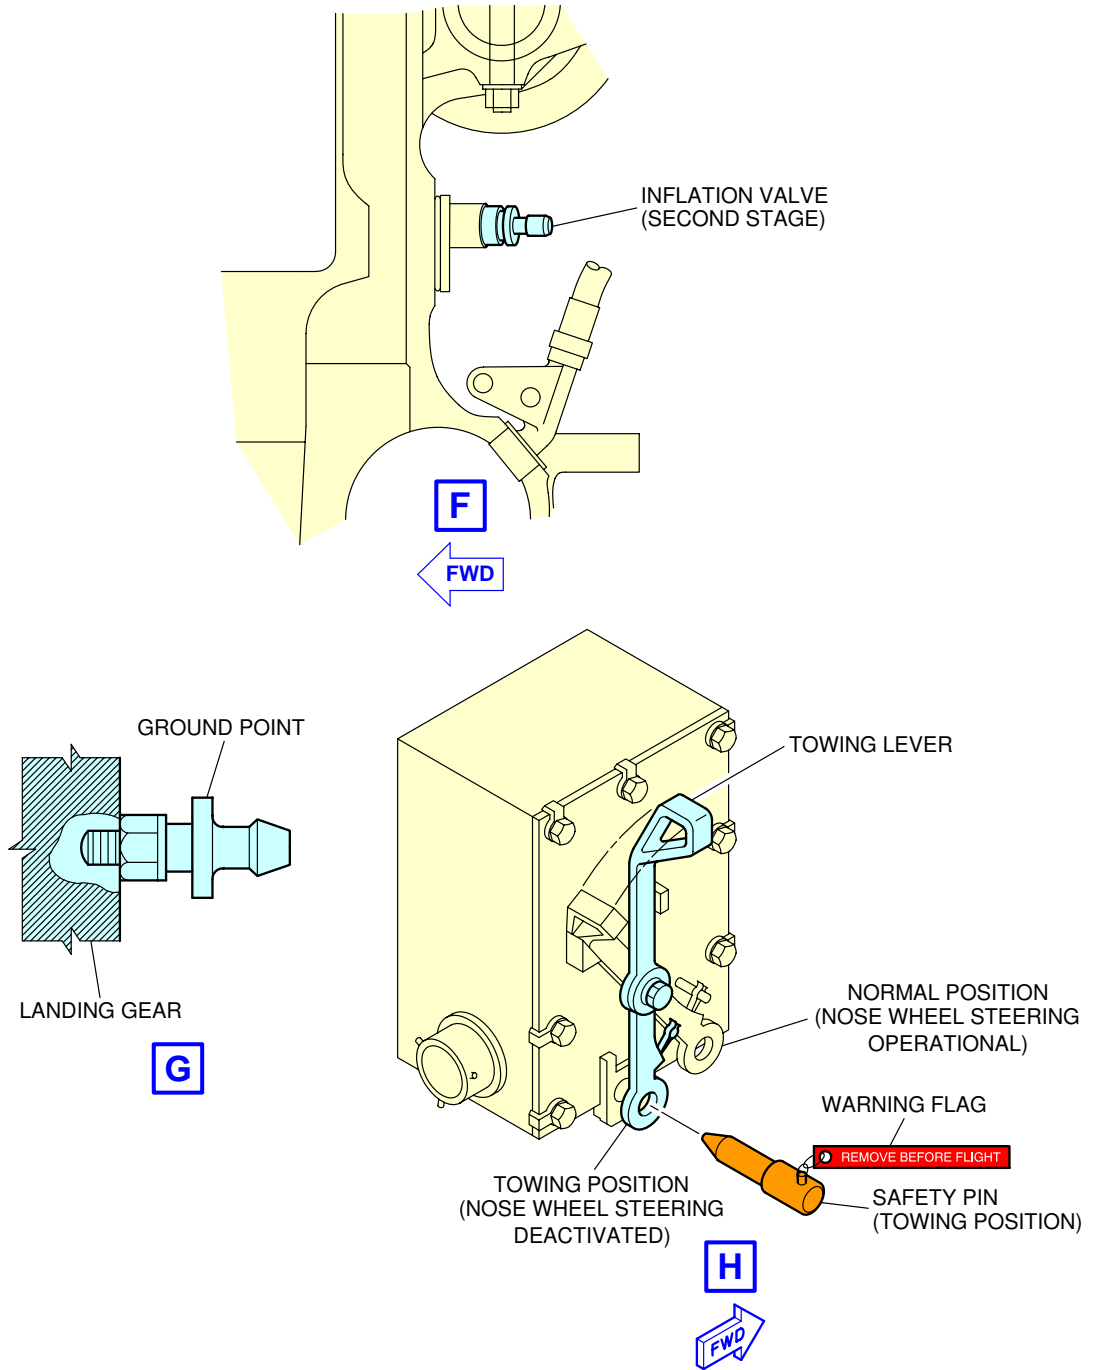 INFLATION VALVE
(SECOND STAGE)
F
FWD
GROUND POINT
LANDING GEAR
G
TOWING LEVER
NORMAL POSITION
(NOSE WHEEL STEERING
OPERATIONAL)
WARNING FLAG
REMOVE BEFORE FLIGHT
SAFETY PIN
(TOWING POSITION)
TOWING POSITION
(NOSE WHEEL STEERING
DEACTIVATED)
H
FWD